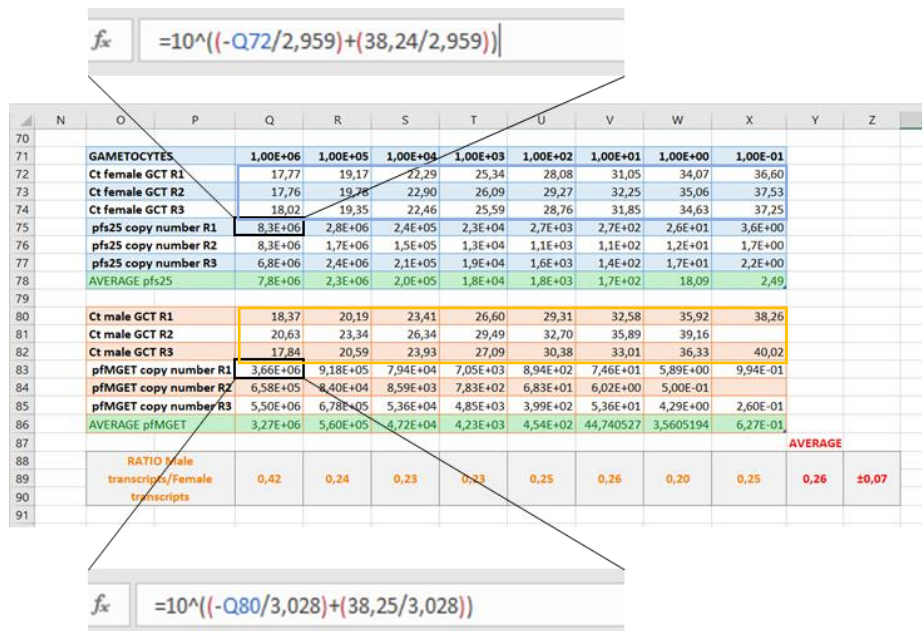 fx =10^((-Q72/2,959)+(38,24/2,959))
N O P Q R S T U V W X Y Z
70
71 GAMETOCYTES 1,00E+06 1,00E+05 1,00E+04 1,00E+03 1,00E+02 1,00E+01 1,00E+00 1,00E-01
72 Ct female GCT R1 17,77 19,17 22,29 25,34 28,08 31,05 34,07 36,60
73 Ct female GCT R2 17,76 19,78 22,90 26,09 29,27 32,25 35,06 37,53
74 Ct female GCT R3 18,02 19,35 22,46 25,59 28,76 31,85 34,63 37,25
75 pfs25 copy number R1 8,3E+06 2,8E+06 2,4E+05 2,3E+04 2,7E+03 2,7E+02 2,6E+01 3,6E+00
76 pfs25 copy number R2 8,3E+06 1,7E+06 1,5E+05 1,3E+04 1,1E+03 1,1E+02 1,2E+01 1,7E+00
77 pfs25 copy number R3 6,8E+06 2,4E+06 2,1E+05 1,9E+04 1,6E+03 1,4E+02 1,7E+01 2,2E+00
78 AVERAGE pfs25 7,8E+06 2,3E+06 2,0E+05 1,8E+04 1,8E+03 1,7E+02 18,09 2,49
79
80 Ct male GCT R1 18,37 20,19 23,41 26,60 29,31 32,58 35,92 38,26
81 Ct male GCT R2 20,63 23,34 26,34 29,49 32,70 35,89 39,16
82 Ct male GCT R3 17,84 20,59 23,93 27,09 30,38 33,01 36,33 40,02
83 pfMGET copy number R1 3,66E+06 9,18E+05 7,94E+04 7,05E+03 8,94E+02 7,46E+01 5,89E+00 9,94E-01
84 pfMGET copy number R2 6,58E+05 8,40E+04 8,59E+03 7,83E+02 6,83E+01 6,02E+00 5,00E-01
85 pfMGET copy number R3 5,50E+06 6,78E+05 5,36E+04 4,85E+03 3,99E+02 5,36E+01 4,29E+00 2,60E-01
86 AVERAGE pfMGET 3,27E+06 5,60E+05 4,72E+04 4,23E+03 4,54E+02 44,740527 3,5605194 6,27E-01
87 AVERAGE
88 RATIO Male
89 transcripts/Female 0,42 0,24 0,23 0,23 0,25 0,26 0,20 0,25 0,26 ±0,07
90 transcripts
91
fx =10^((-Q80/3,028)+(38,25/3,028))